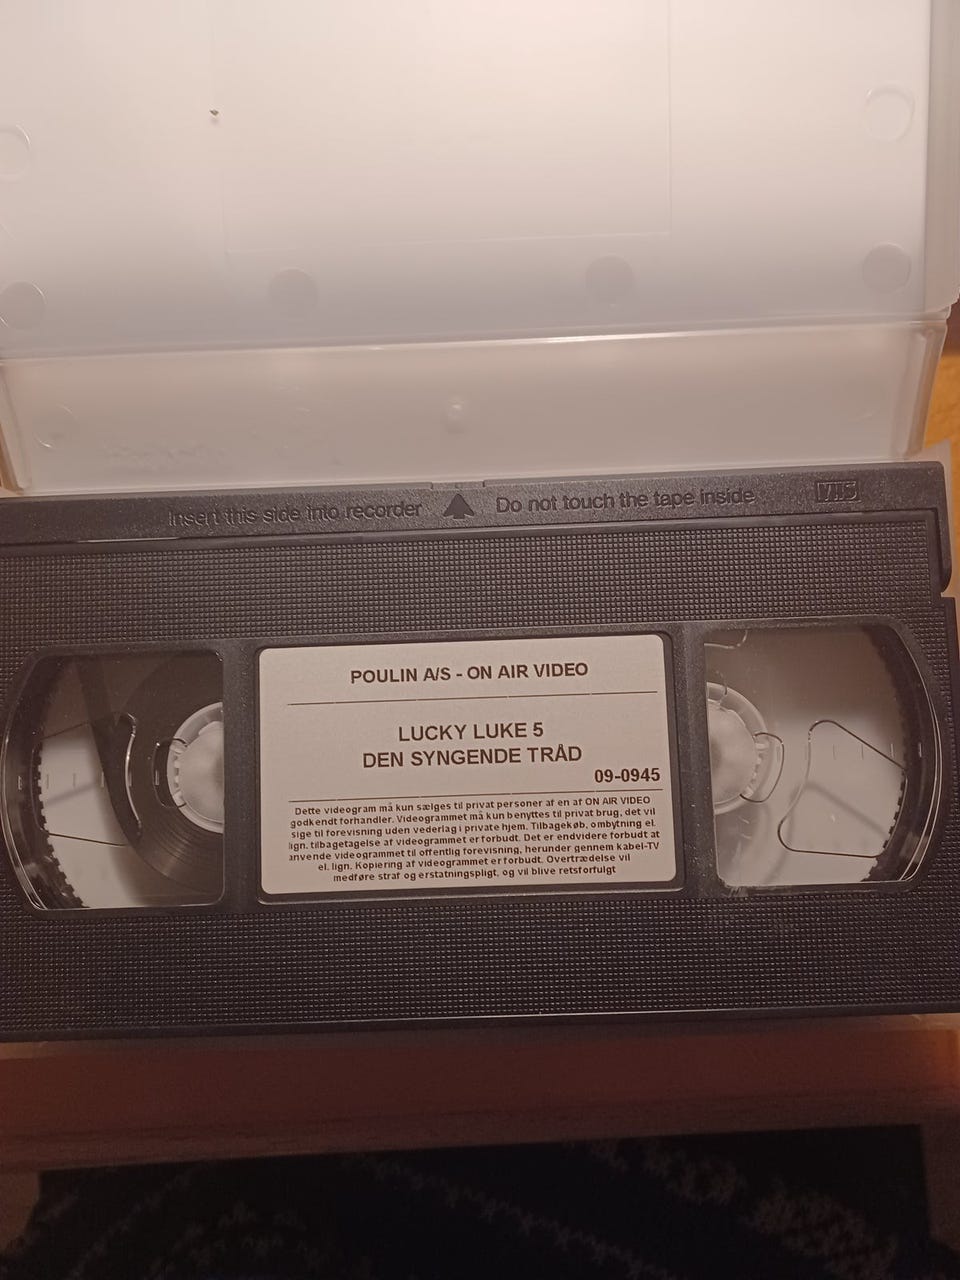 Insert this side into recorder Do not touch the tape inside VHS
POULIN A/S - ON AIR VIDEO
LUCKY LUKE 5
DEN SYNGENDE TRÅD
09-0945
Dette videogram må kun sælges til privat personer af en af ON AIR VIDEO
godkendt forhandler. Videogrammet må kun benyttes til privat brug, det vil
sige til forevisning uden vederlag i private hjem. Tilbagekøb, ombytning el.
lign. tilbagetagelse af videogrammet er forbudt. Det er endvidere forbudt at
anvende videogrammet til offentlig forevisning, herunder gennem kabel-TV
el. lign. Kopiering af videogrammet er forbudt. Overtrædelse vil
medføre straf og erstatningspligt, og vil blive retsforfulgt